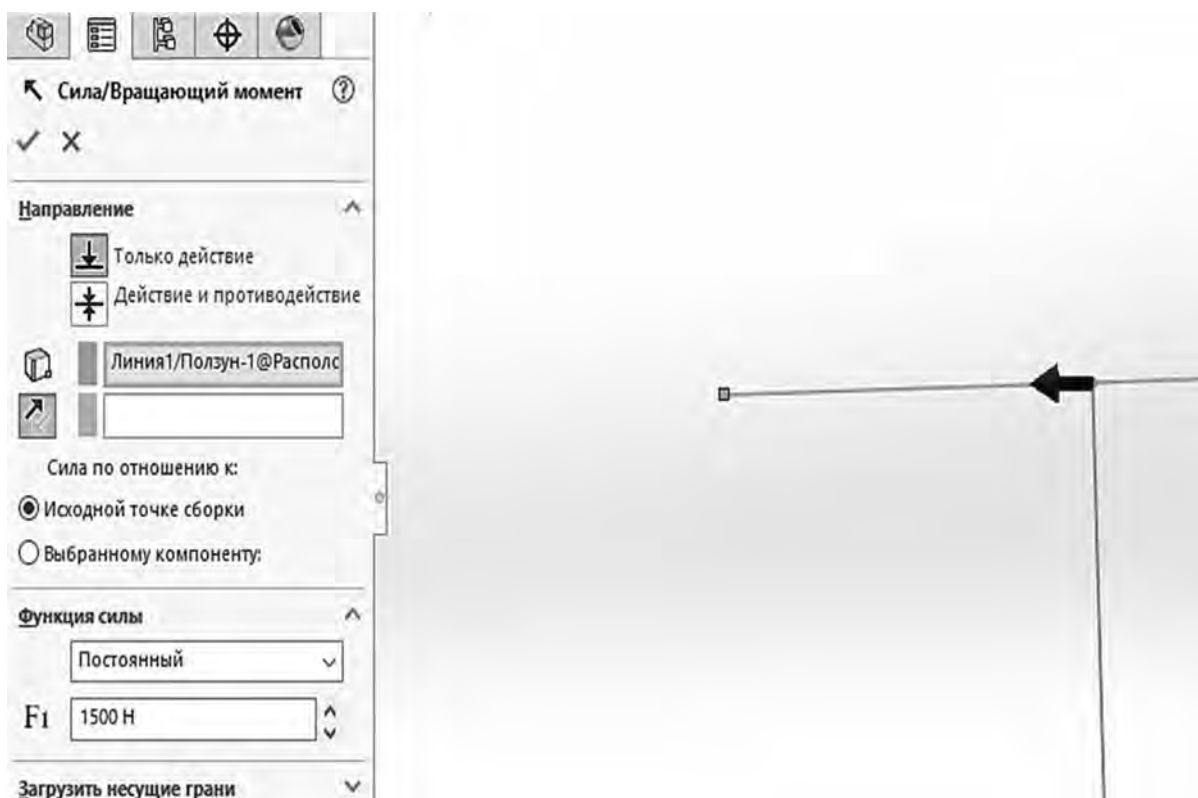 Сила/Вращающий момент
Направление
Только действие
Действие и противодействие
Линия1/Ползун-1@Располс
Сила по отношению к:
Исходной точке сборки
Выбранному компоненту:
Функция силы
Постоянный
F1 1500 Н
Загрузить несущие грани